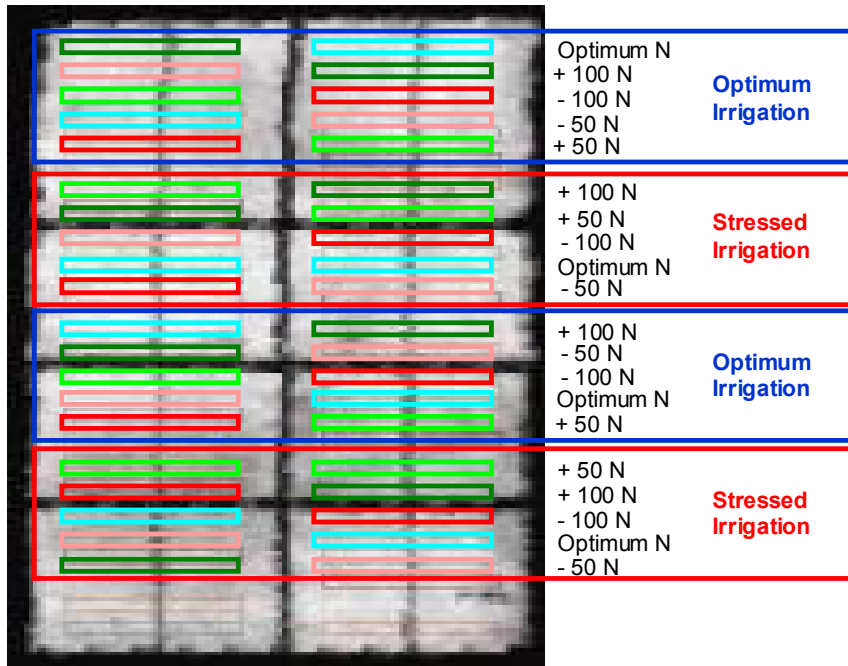 Optimum N
+ 100 N
- 100 N
- 50 N
+ 50 N
Optimum
Irrigation
+ 100 N
+ 50 N
- 100 N
Optimum N
- 50 N
Stressed
Irrigation
+ 100 N
- 50 N
- 100 N
Optimum N
+ 50 N
Optimum
Irrigation
+ 50 N
+ 100 N
- 100 N
Optimum N
- 50 N
Stressed
Irrigation